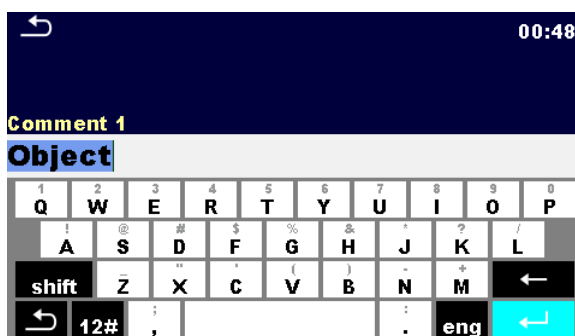 00:48
Comment 1
Object
1 2 3 4 5 6 7 8 9 0
Q W E R T Y U I O P
! @ # $ % & * ? /
A S D F G H J K L
_ " ' ( ) - +
shift Z X C V B N M ←
; :
12# , . eng